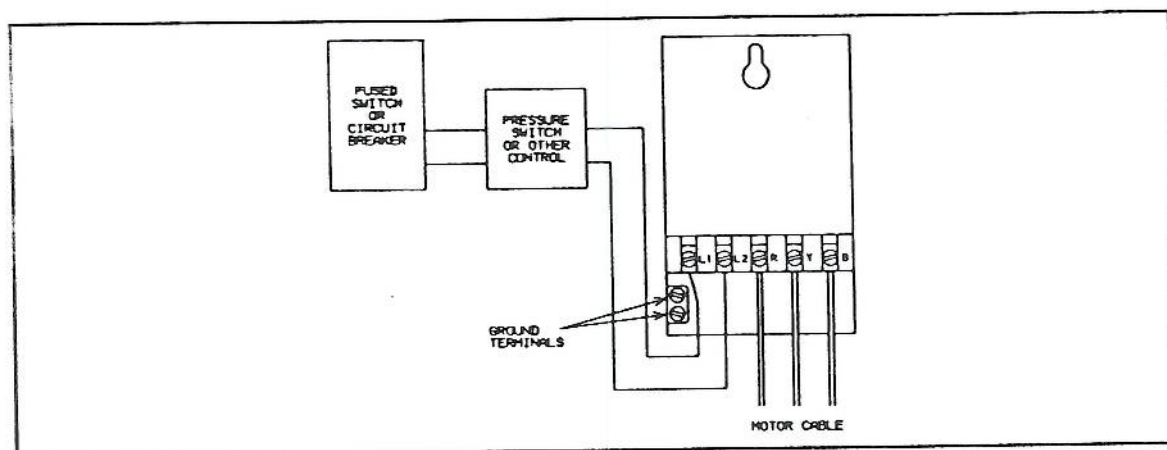 FUSED
SWITCH
OR
CIRCUIT
BREAKER
PRESSURE
SWITCH
OR OTHER
CONTROL
L1 L2 R Y B
GROUND
TERMINALS
MOTOR CABLE